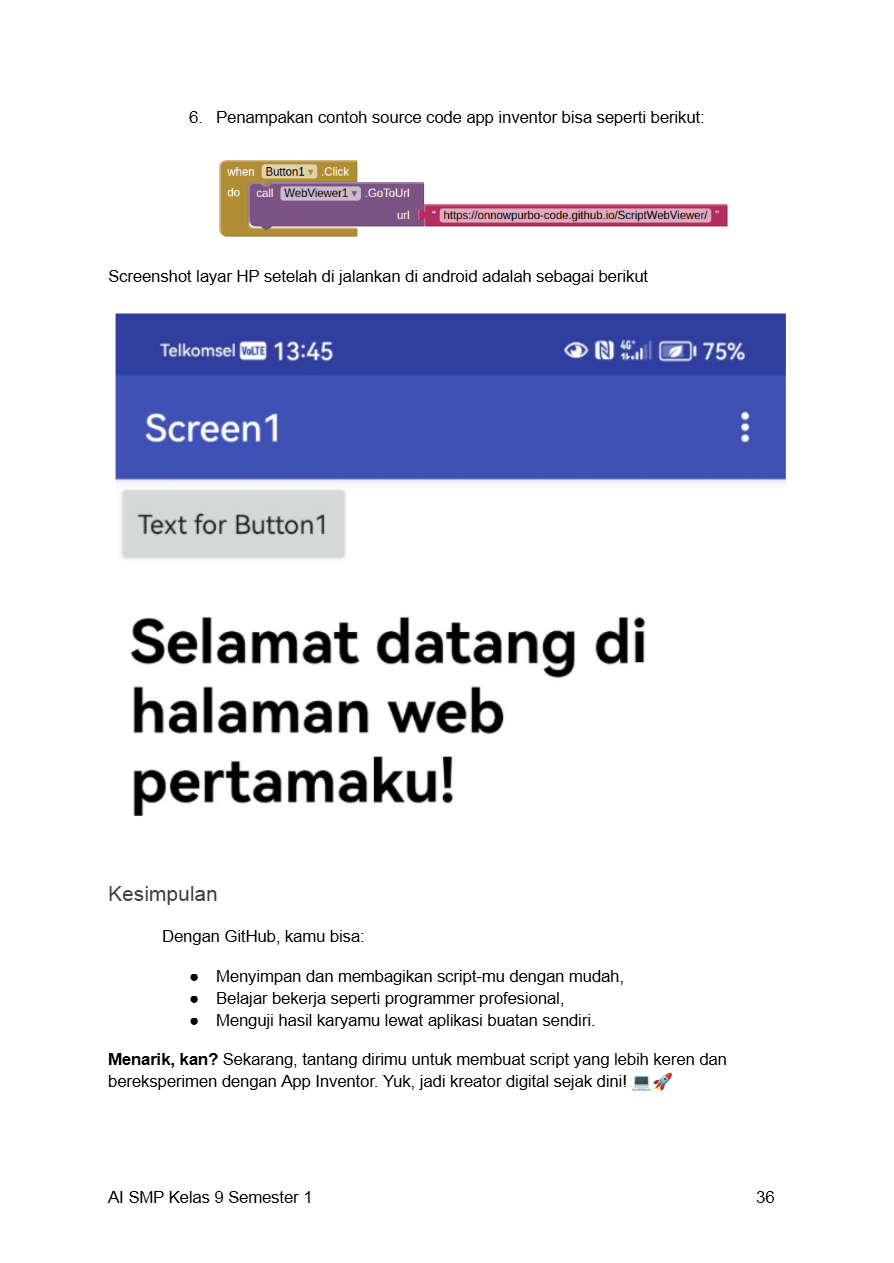 6. Penampakan contoh source code app inventor bisa seperti berikut:
when Button1 .Click
do call WebViewer1 .GoToUrl
url " https://onnowpurbo-code.github.io/ScriptWebViewer/ "
Screenshot layar HP setelah di jalankan di android adalah sebagai berikut
Telkomsel VoLTE 13:45 4G+ 75%
Screen1
Text for Button1
Selamat datang di
halaman web
pertamaku!
Kesimpulan
Dengan GitHub, kamu bisa:
● Menyimpan dan membagikan script-mu dengan mudah,
● Belajar bekerja seperti programmer profesional,
● Menguji hasil karyamu lewat aplikasi buatan sendiri.
Menarik, kan? Sekarang, tantang dirimu untuk membuat script yang lebih keren dan
bereksperimen dengan App Inventor. Yuk, jadi kreator digital sejak dini! 💻🚀
AI SMP Kelas 9 Semester 1 36